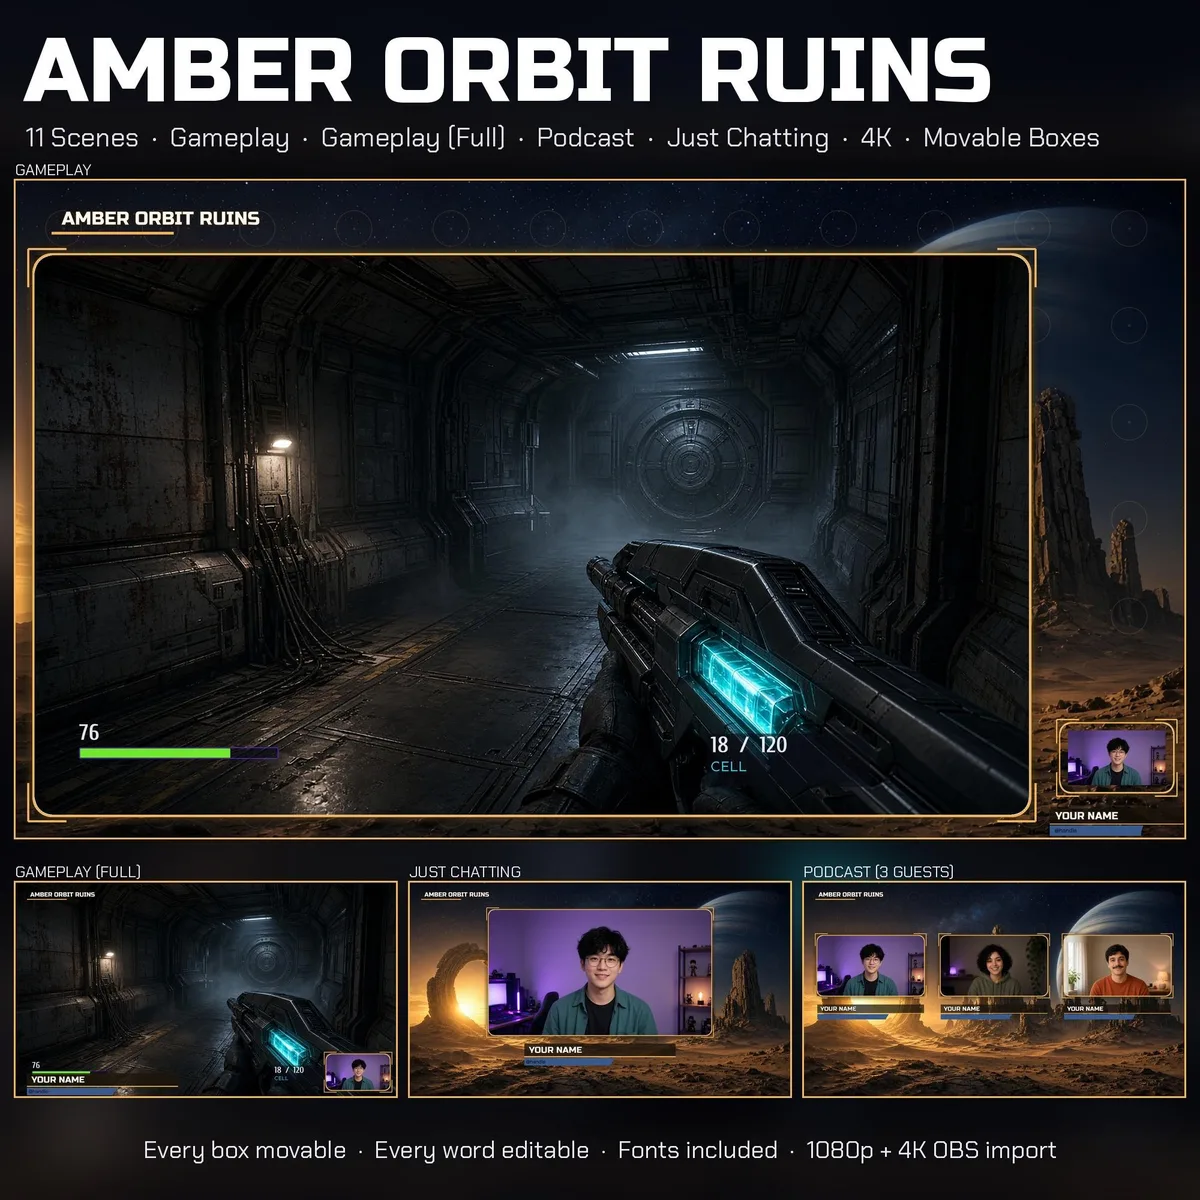 AMBER ORBIT RUINS
11 Scenes · Gameplay · Gameplay (Full) · Podcast · Just Chatting · 4K · Movable Boxes
GAMEPLAY
AMBER ORBIT RUINS
76
18 / 120
CELL
YOUR NAME
@handle
GAMEPLAY (FULL)
AMBER ORBIT RUINS
76
18 / 120
CELL
YOUR NAME
@handle
JUST CHATTING
AMBER ORBIT RUINS
YOUR NAME
@handle
PODCAST (3 GUESTS)
AMBER ORBIT RUINS
YOUR NAME
YOUR NAME
YOUR NAME
Every box movable · Every word editable · Fonts included · 1080p + 4K OBS import